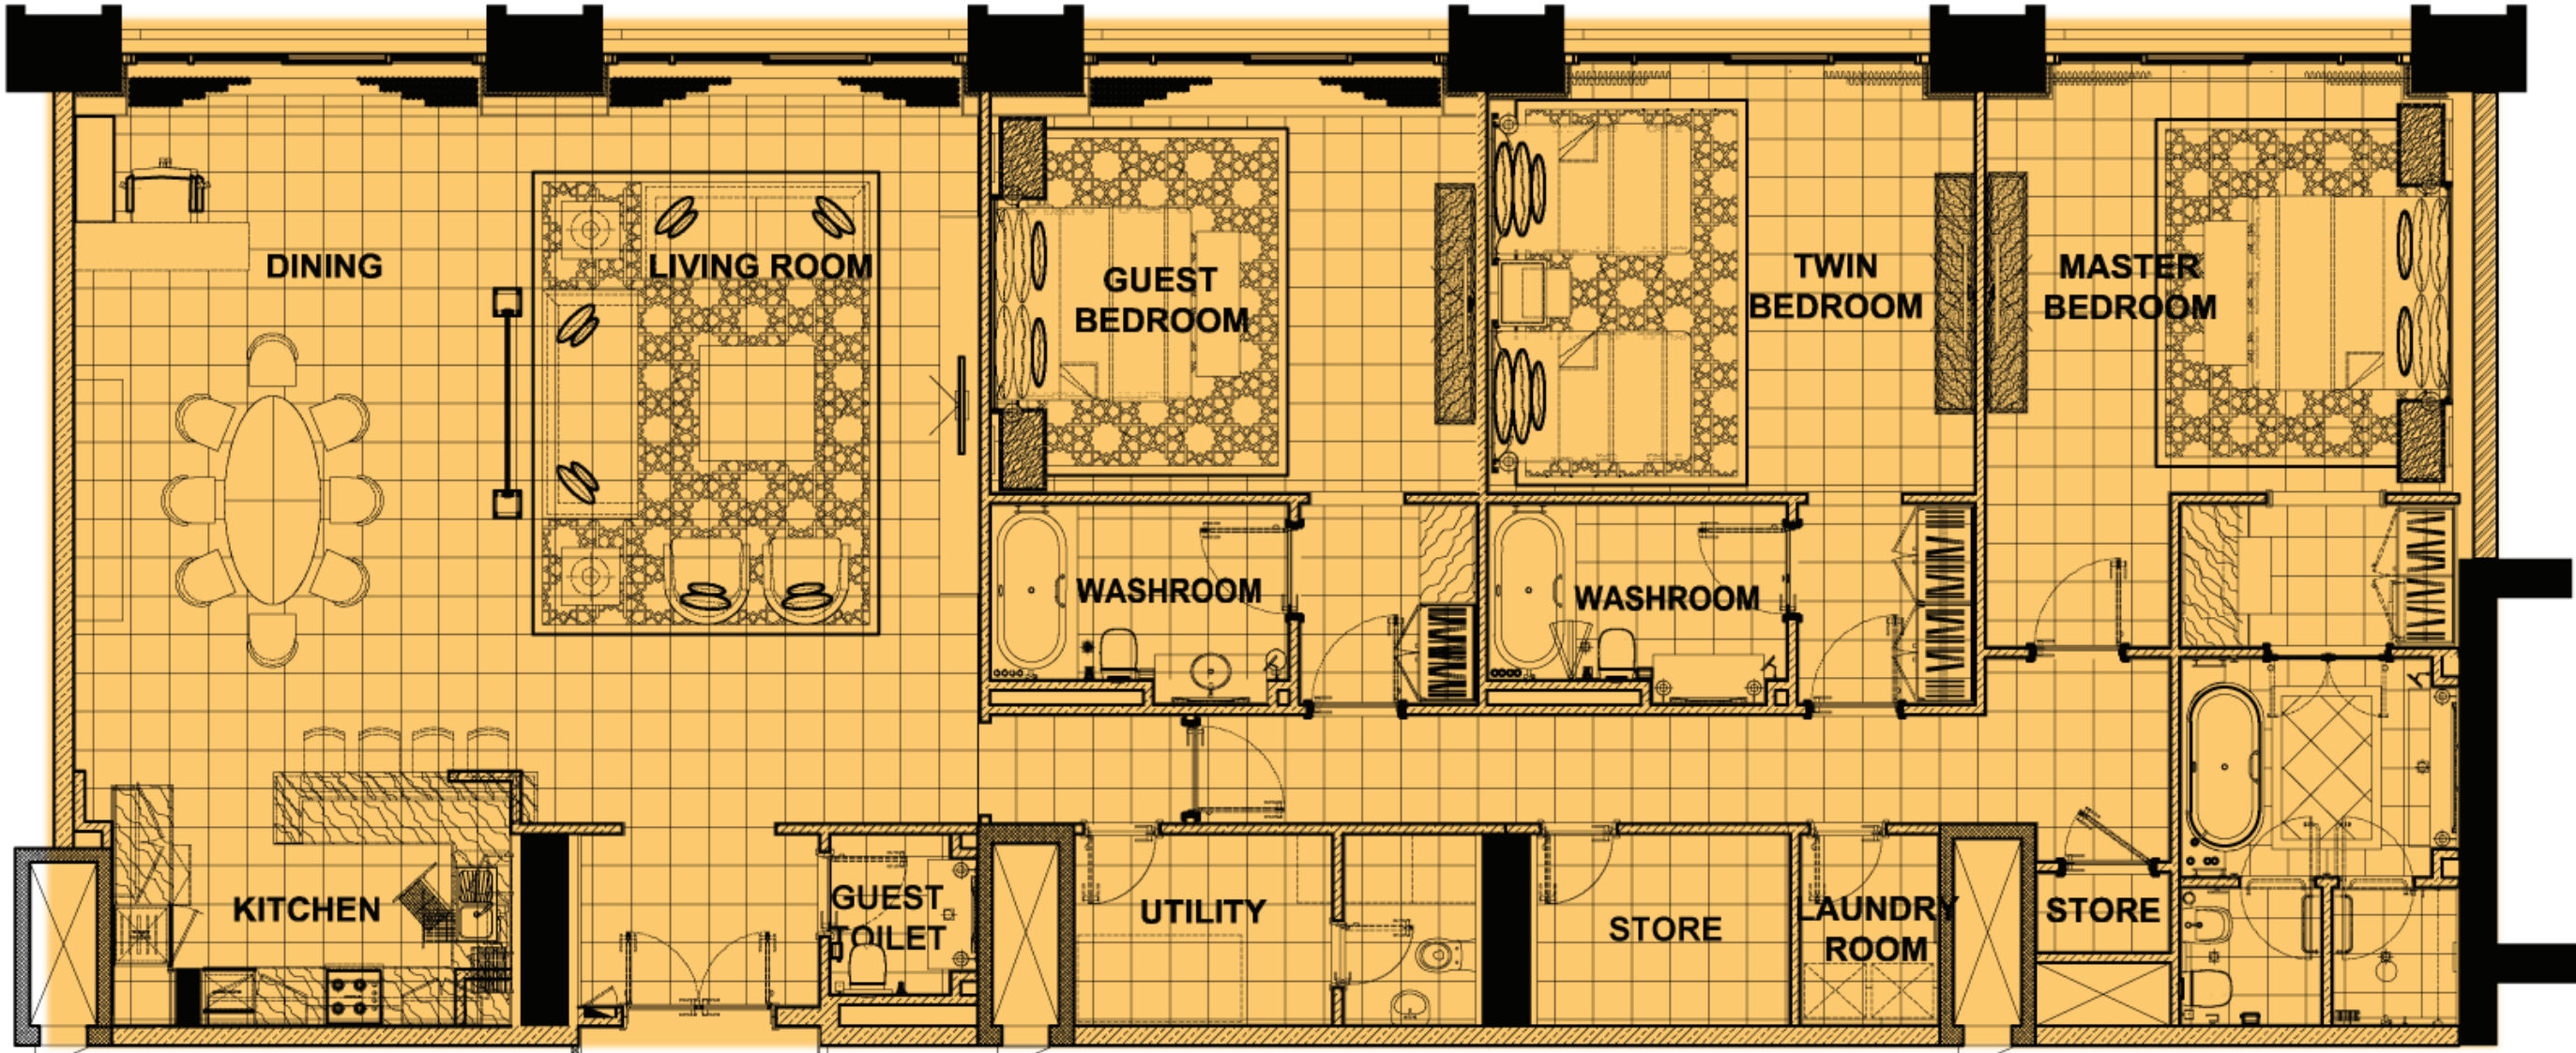 DINING
LIVING ROOM
GUEST
BEDROOM
TWIN
BEDROOM
MASTER
BEDROOM
WASHROOM
WASHROOM
KITCHEN
GUEST
TOILET
UTILITY
STORE
LAUNDRY
ROOM
STORE